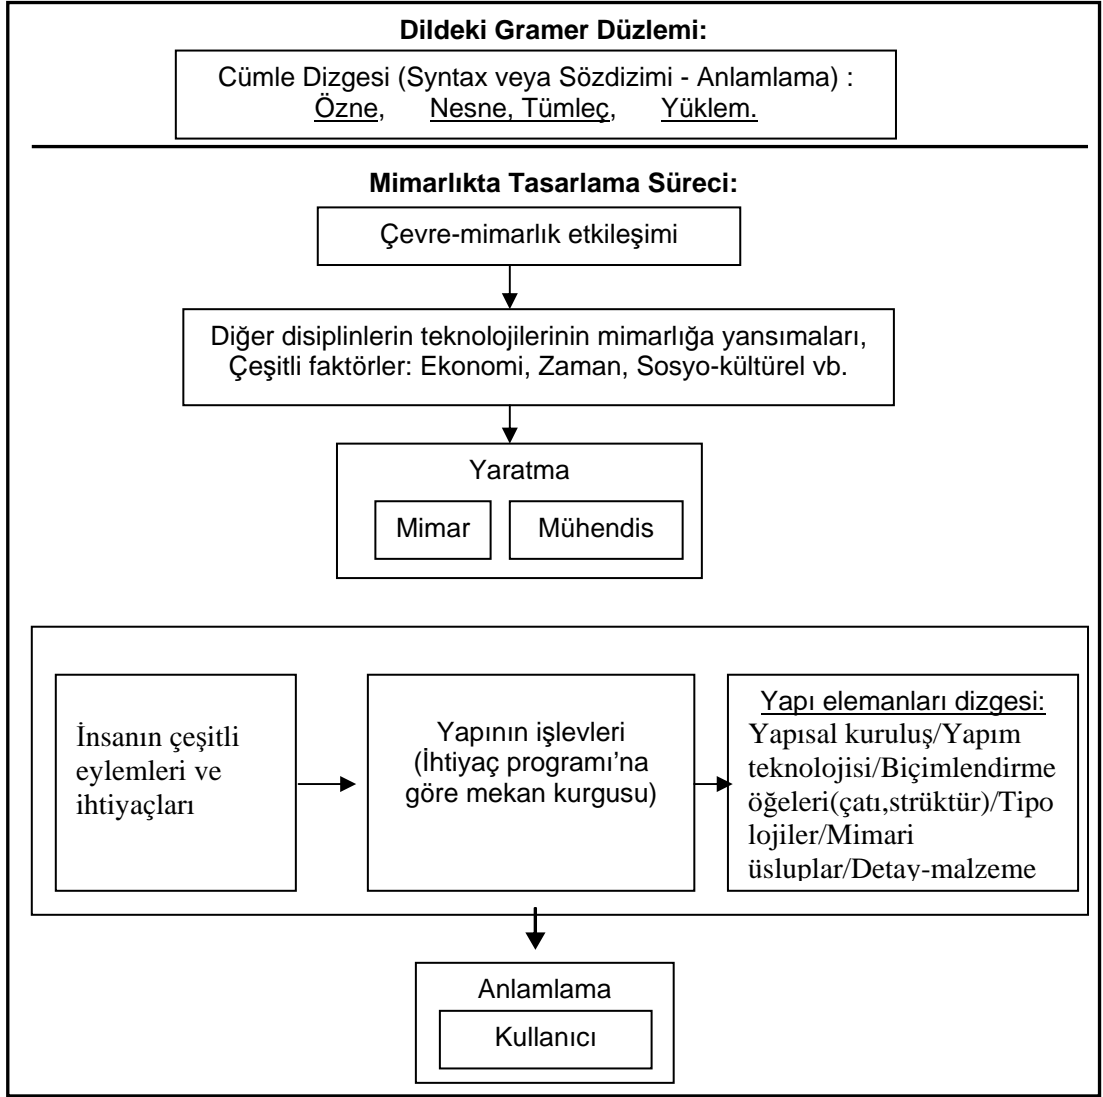 Dildeki Gramer Düzlemi:
Cümle Dizgesi (Syntax veya Sözdizimi - Anlamlama) :
Özne, Nesne, Tümleç, Yüklem.
Mimarlıkta Tasarlama Süreci:
Çevre-mimarlık etkileşimi
Diğer disiplinlerin teknolojilerinin mimarlığa yansımaları,
Çeşitli faktörler: Ekonomi, Zaman, Sosyo-kültürel vb.
Yaratma
Mimar
Mühendis
İnsanın çeşitli
eylemleri ve
ihtiyaçları
Yapının işlevleri
(İhtiyaç programı’na
göre mekan kurgusu)
Yapı elemanları dizgesi:
Yapısal kuruluş/Yapım
teknolojisi/Biçimlendirme
öğeleri(çatı,strüktür)/Tipo
lojiler/Mimari
üsluplar/Detay-malzeme
Anlamlama
Kullanıcı